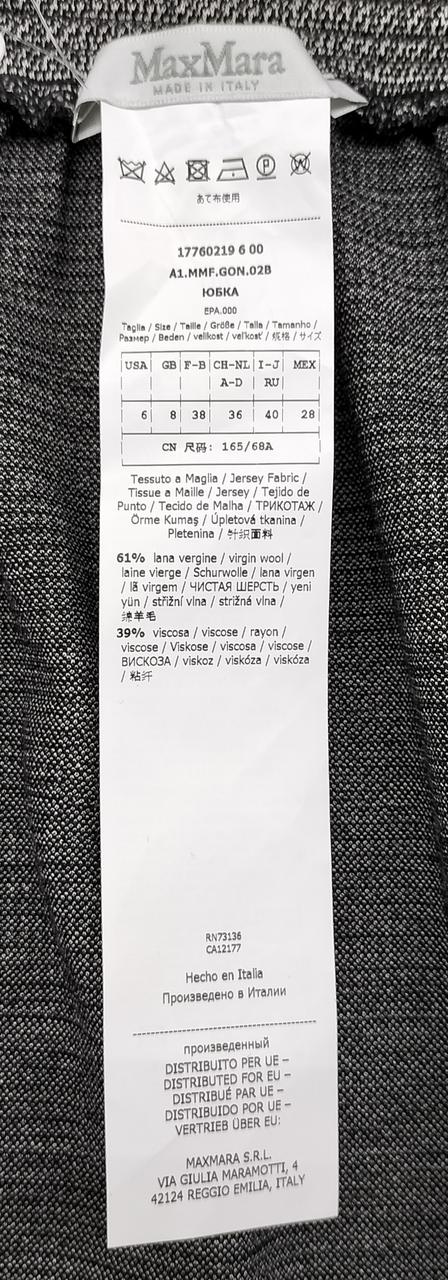 MaxMara
MADE IN ITALY
P
W
あて布使用
17760219 6 00
A1.MMF.GON.02B
ЮБКА
EPA.000
Taglia / Size / Taille / Größe / Talla / Tamanho /
Размер / Beden / velikost / veľkosť / 规格 / サイズ
USA GB F-B CH-NL I-J MEX
A-D RU
6 8 38 36 40 28
CN 尺码: 165/68A
Tessuto a Maglia / Jersey Fabric /
Tissue a Maille / Jersey / Tejido de
Punto / Tecido de Malha / ТРИКОТАЖ /
Örme Kumaş / Úpletová tkanina /
Pletenina / 针织面料
61% lana vergine / virgin wool /
laine vierge / Schurwolle / lana virgen
/ lã virgem / ЧИСТАЯ ШЕРСТЬ / yeni
yün / střižní vlna / strižná vlna /
绵羊毛
39% viscosa / viscose / rayon /
viscose / Viskose / viscosa / viscose /
ВИСКОЗА / viskoz / viskóza / viskóza
/ 粘纤
RN73136
CA12177
Hecho en Italia
Произведено в Италии
произведенный
DISTRIBUITO PER UE –
DISTRIBUTED FOR EU –
DISTRIBUÉ PAR UE –
DISTRIBUIDO POR UE –
VERTRIEB ÜBER EU:
MAXMARA S.R.L.
VIA GIULIA MARAMOTTI, 4
42124 REGGIO EMILIA, ITALY